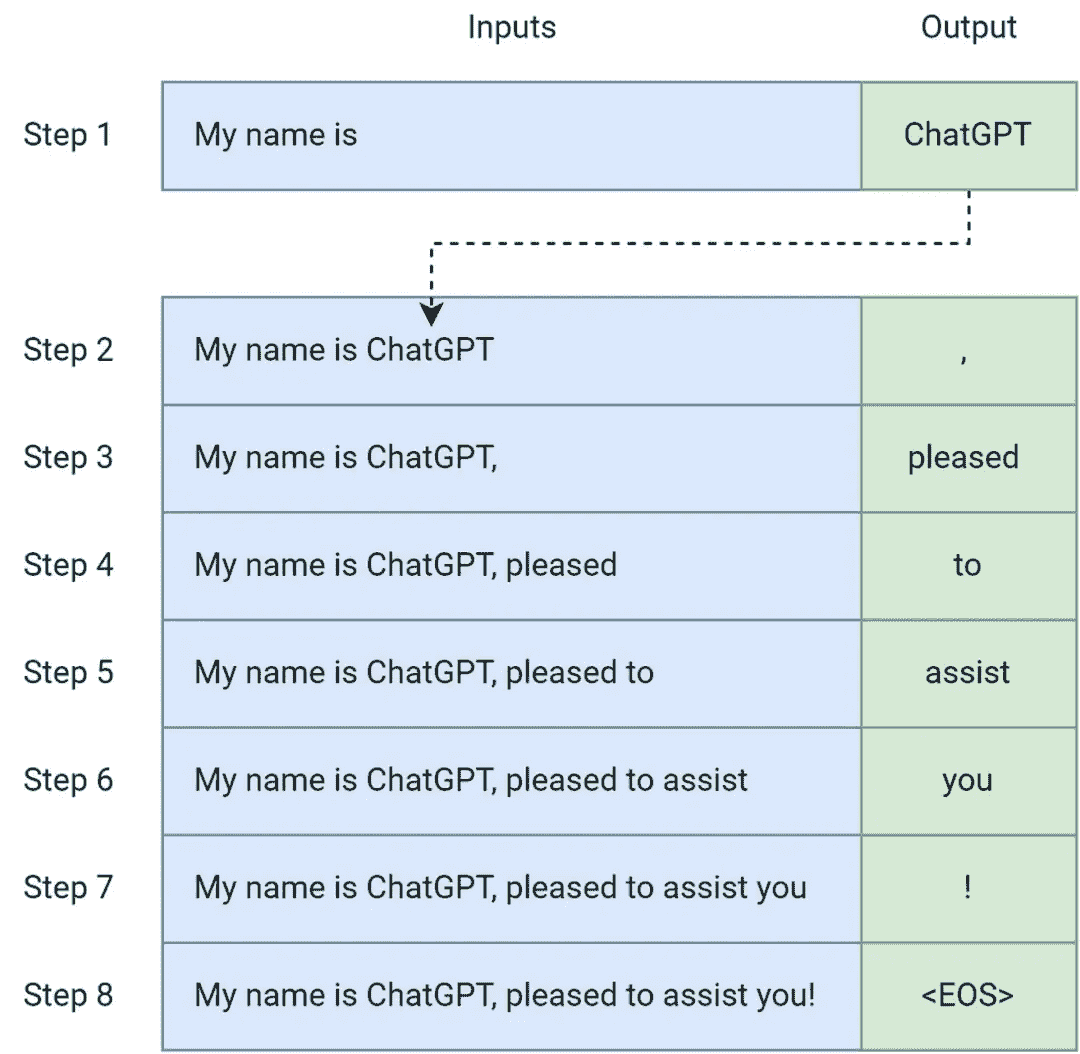 Inputs Output
Step 1 My name is ChatGPT
Step 2 My name is ChatGPT ,
Step 3 My name is ChatGPT, pleased
Step 4 My name is ChatGPT, pleased to
Step 5 My name is ChatGPT, pleased to assist
Step 6 My name is ChatGPT, pleased to assist you
Step 7 My name is ChatGPT, pleased to assist you !
Step 8 My name is ChatGPT, pleased to assist you! <EOS>